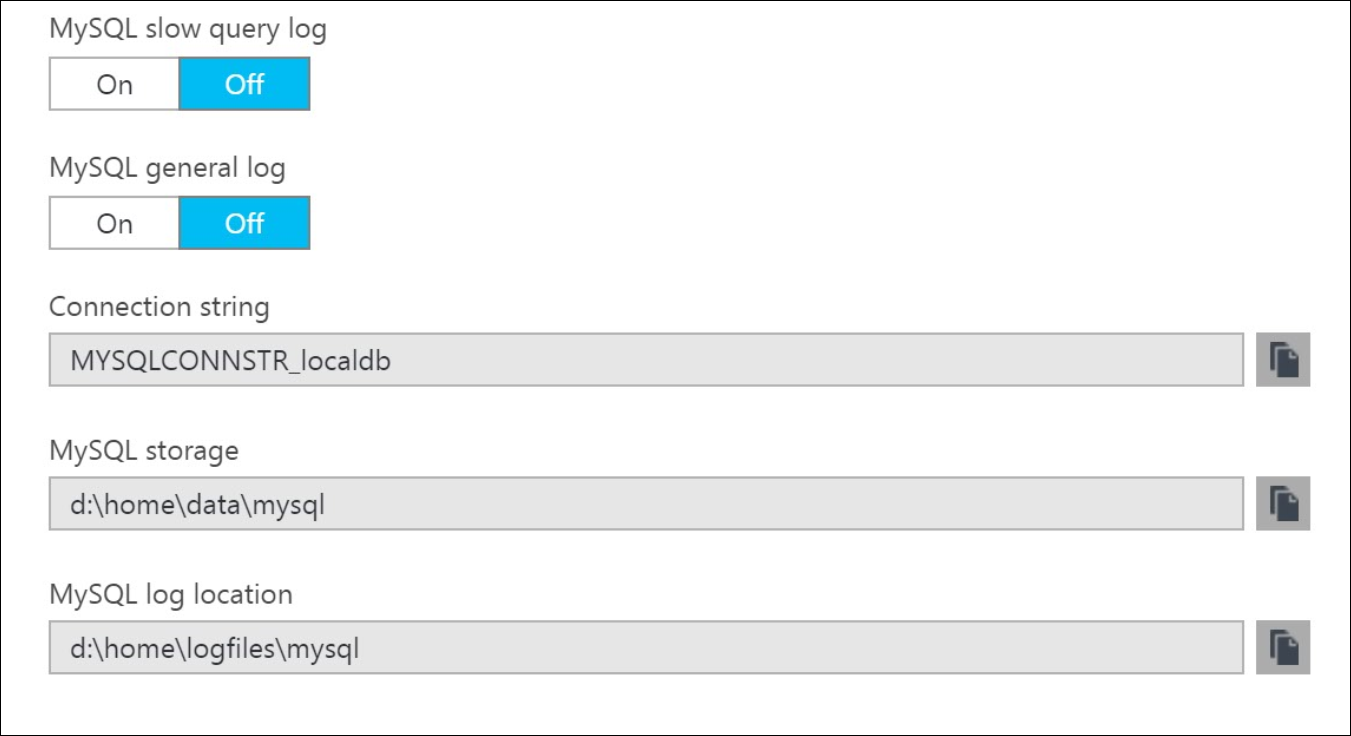 MySQL slow query log
On Off
MySQL general log
On Off
Connection string
MYSQLCONNSTR_localdb
MySQL storage
d:\home\data\mysql
MySQL log location
d:\home\logfiles\mysql